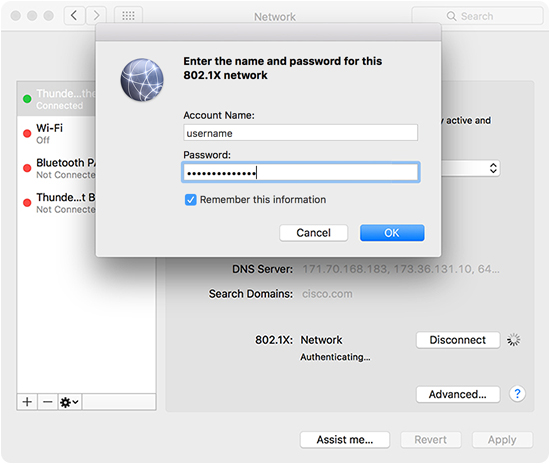 Network
Search
Enter the name and password for this
802.1X network
Account Name:
username
Password:
••••••••••••••
Remember this information
Cancel
OK
Thunde...the
Connected
Wi-Fi
Off
Bluetooth PA
Not Connecte
Thunde...t B
Not Connecte
y active and
DNS Server:
171.70.168.183, 173.36.131.10, 64...
Search Domains:
cisco.com
802.1X:
Network
Disconnect
Authenticating...
+ −
Advanced...
?
Assist me...
Revert
Apply